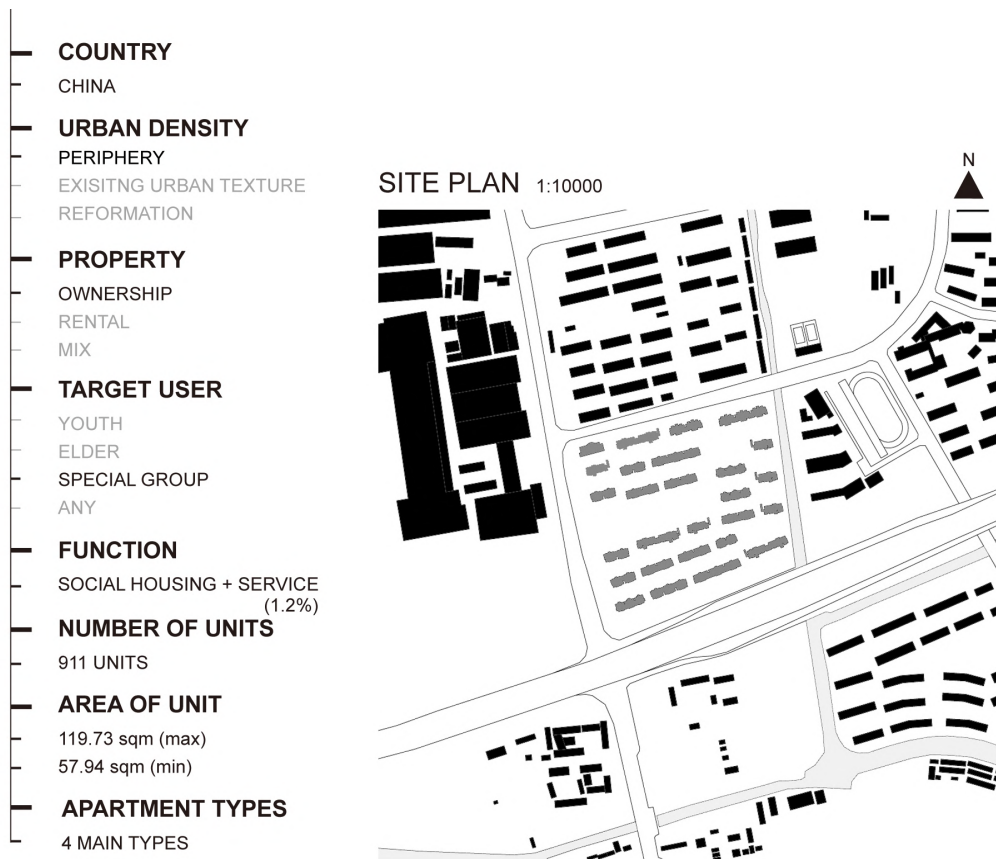 COUNTRY
CHINA
URBAN DENSITY
PERIPHERY
EXISITNG URBAN TEXTURE
REFORMATION
PROPERTY
OWNERSHIP
RENTAL
MIX
TARGET USER
YOUTH
ELDER
SPECIAL GROUP
ANY
FUNCTION
SOCIAL HOUSING + SERVICE
(1.2%)
NUMBER OF UNITS
911 UNITS
AREA OF UNIT
119.73 sqm (max)
57.94 sqm (min)
APARTMENT TYPES
4 MAIN TYPES
SITE PLAN 1:10000
N